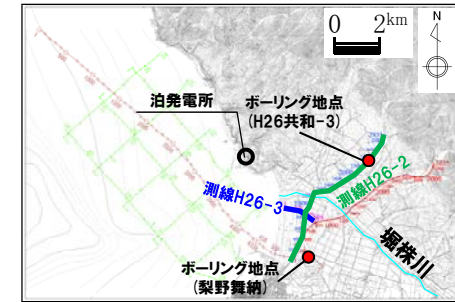 0 2km
N
泊発電所
ボーリング地点
(H26共和-3)
測線H26-2
測線H26-3
堀株川
ボーリング地点
(梨野舞納)